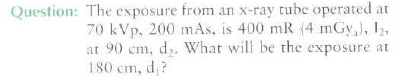 Question: The exposure from an x-ray tube operated at
70 kVp, 200 mAs, is 400 mR (4 mGyₐ), I₂,
at 90 cm, d₂. What will be the exposure at
180 cm, d₁?